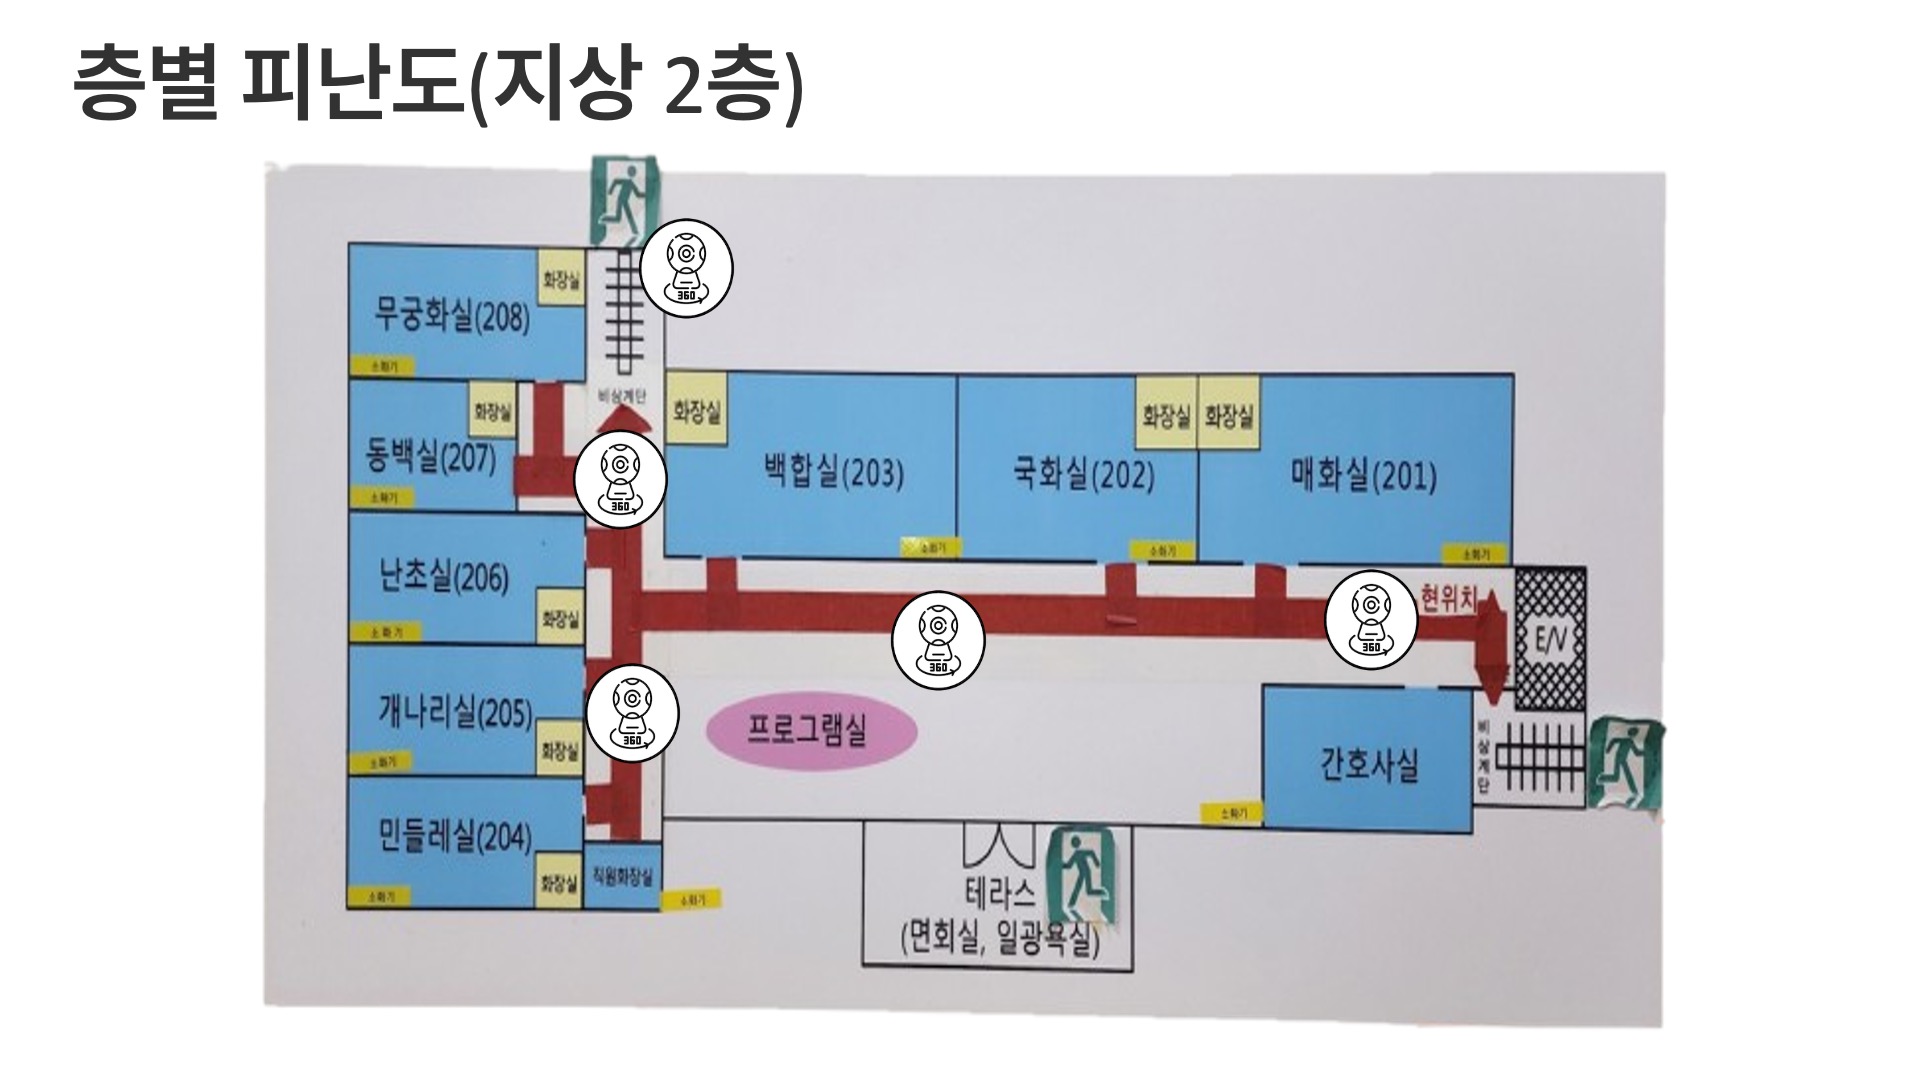 층별 피난도(지상 2층)
360
무궁화실(208)
화장실
소화기
비상계단
동백실(207)
화장실
소화기
360
화장실
백합실(203)
소화기
국화실(202)
화장실
소화기
화장실
매화실(201)
소화기
난초실(206)
화장실
소화기
360
360
현위치
E/V
개나리실(205)
화장실
소화기
360
프로그램실
간호사실
소화기
비상계단
민들레실(204)
화장실
소화기
직원화장실
소화기
테라스
(면회실, 일광욕실)